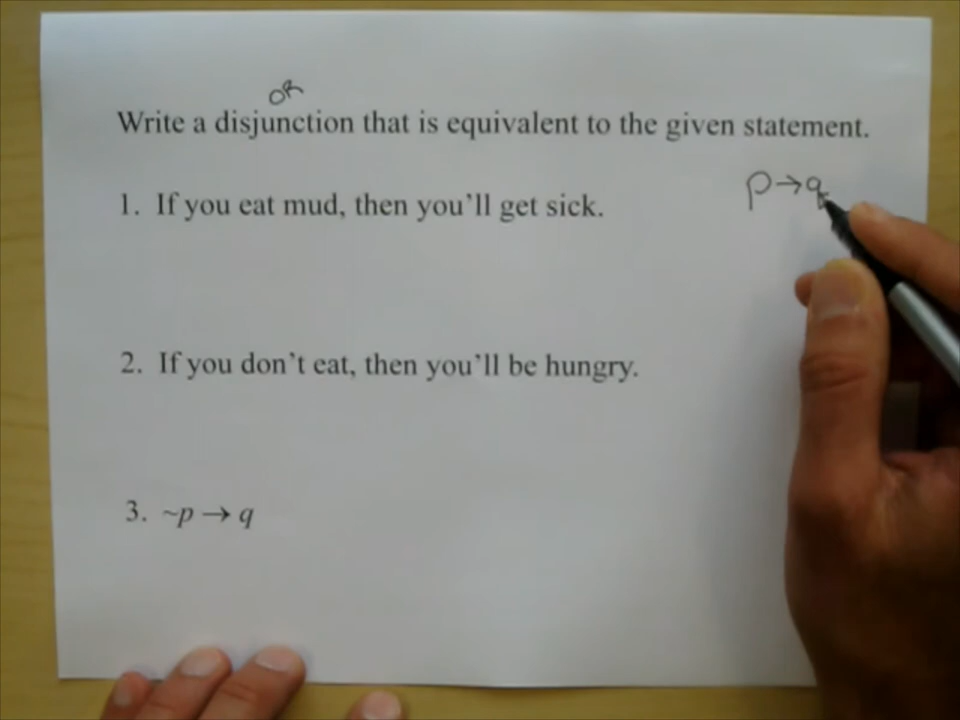 OR
Write a disjunction that is equivalent to the given statement.
1. If you eat mud, then you'll get sick.
p→q
2. If you don't eat, then you'll be hungry.
3. ~p → q